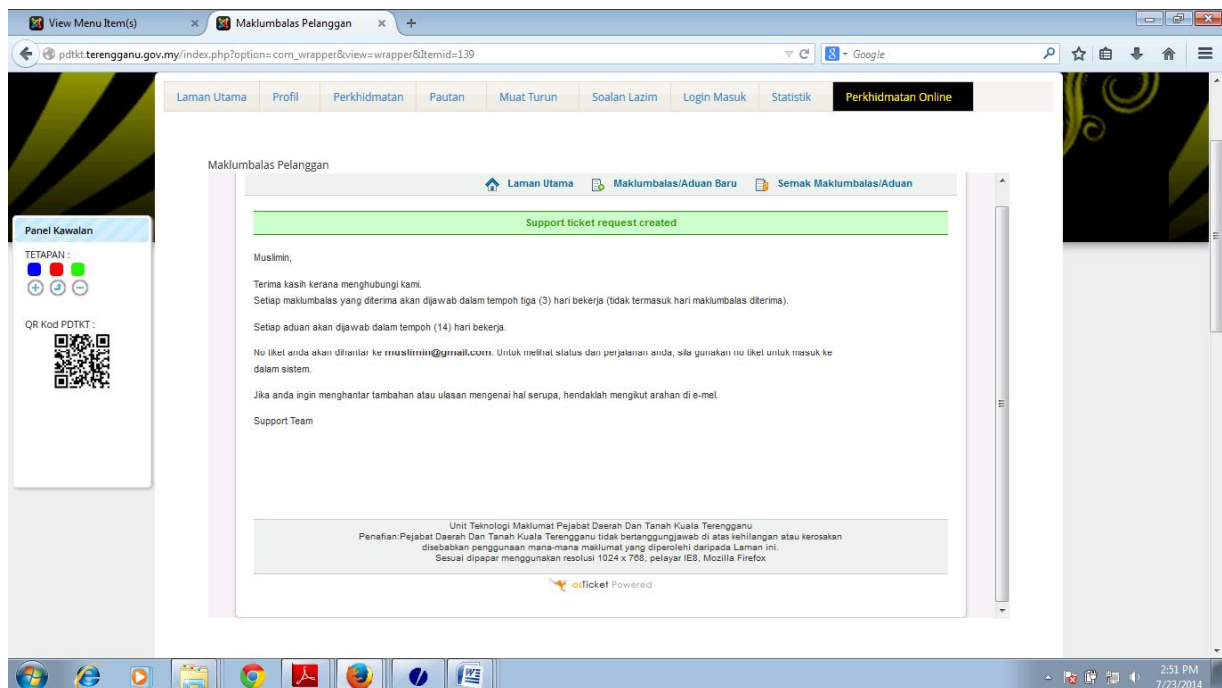 View Menu Item(s)
Maklumbalas Pelanggan
pdtkt.terengganu.gov.my/index.php?option=com_wrapper&view=wrapper&Itemid=139
Google
Laman Utama Profil Perkhidmatan Pautan Muat Turun Soalan Lazim Login Masuk Statistik Perkhidmatan Online
Maklumbalas Pelanggan
Laman Utama Maklumbalas/Aduan Baru Semak Maklumbalas/Aduan
Support ticket request created
Panel Kawalan
TETAPAN :
QR Kod PDTKT :
Muslimin,
Terima kasih kerana menghubungi kami.
Setiap maklumbalas yang diterima akan dijawab dalam tempoh tiga (3) hari bekerja (tidak termasuk hari maklumbalas diterima).
Setiap aduan akan dijawab dalam tempoh (14) hari bekerja.
No tiket anda akan dihantar ke muslimin@gmail.com. Untuk melihat status dan perjalanan anda, sila gunakan no tiket untuk masuk ke
dalam sistem.
Jika anda ingin menghantar tambahan atau ulasan mengenai hal serupa, hendaklah mengikut arahan di e-mel.
Support Team
Unit Teknologi Maklumat Pejabat Daerah Dan Tanah Kuala Terengganu
Penafian:Pejabat Daerah Dan Tanah Kuala Terengganu tidak bertanggungjawab di atas kehilangan atau kerosakan
disebabkan penggunaan mana-mana maklumat yang diperolehi daripada Laman ini.
Sesuai dipapar menggunakan resolusi 1024 x 768, pelayar IE8, Mozilla Firefox
osTicket Powered
2:51 PM
7/23/2014